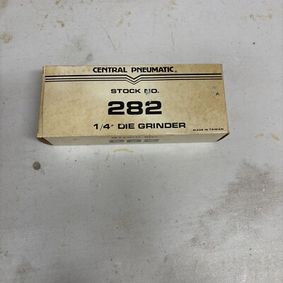 CENTRAL PNEUMATIC
STOCK NO.
282
1/4" DIE GRINDER
MADE IN TAIWAN